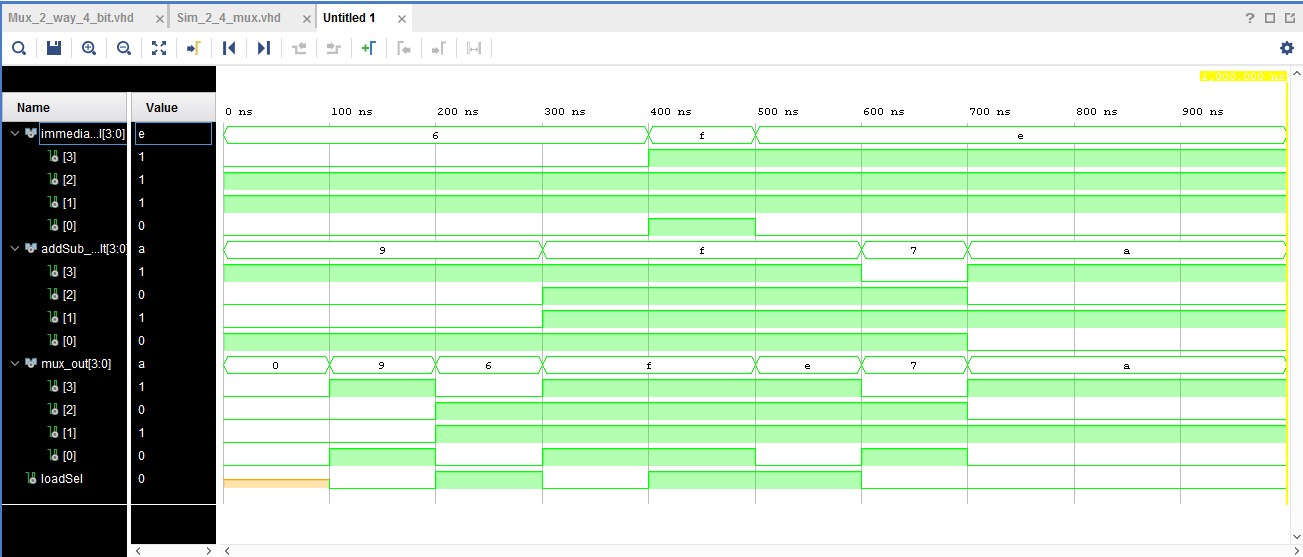 Mux_2_way_4_bit.vhd Sim_2_4_mux.vhd Untitled 1
1,000.000 ns
Name Value
0 ns 100 ns 200 ns 300 ns 400 ns 500 ns 600 ns 700 ns 800 ns 900 ns
immedia...l[3:0] e 6 f e
[3] 1
[2] 1
[1] 1
[0] 0
addSub_...lt[3:0] a 9 f 7 a
[3] 1
[2] 0
[1] 1
[0] 0
mux_out[3:0] a 0 9 6 f e 7 a
[3] 1
[2] 0
[1] 1
[0] 0
loadSel 0